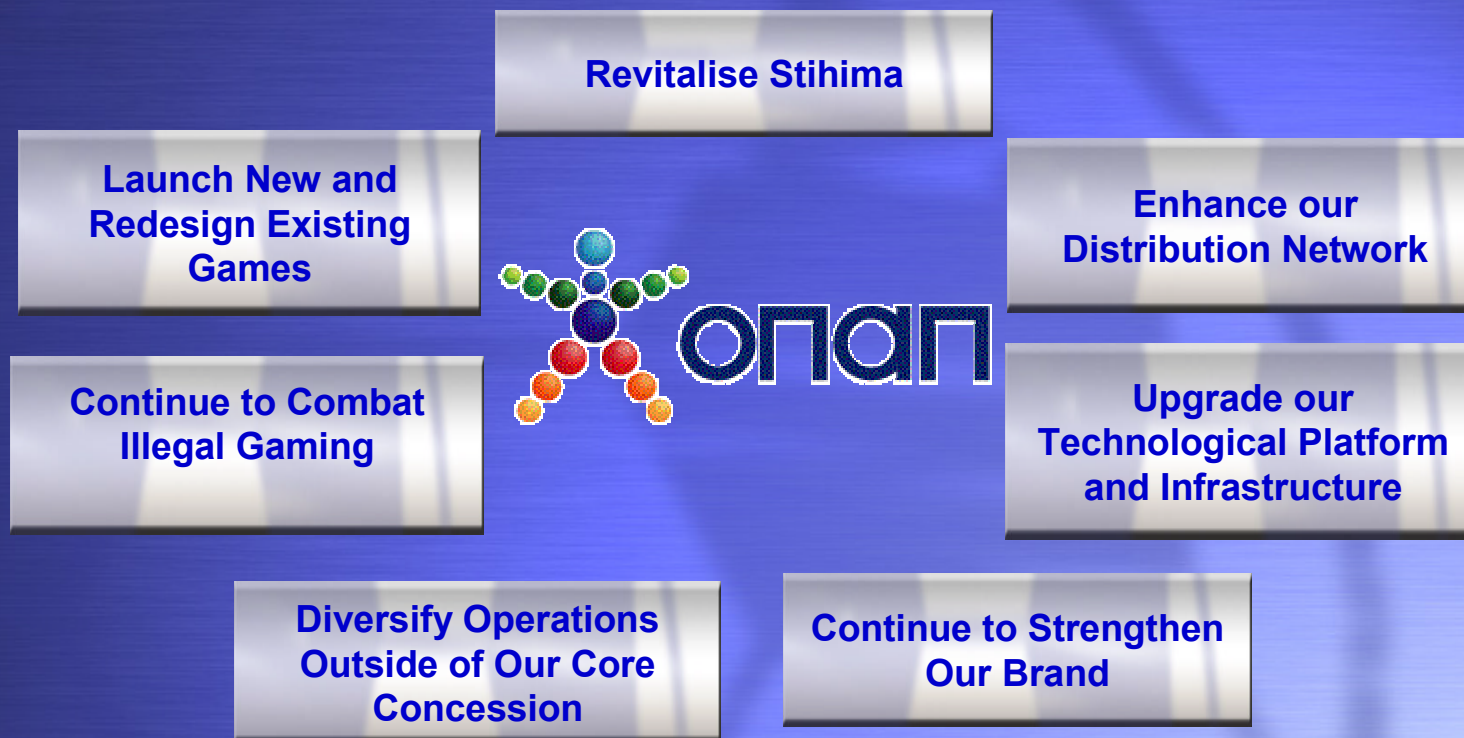 Revitalise Stihima
Launch New and
Redesign Existing
Games
Enhance our
Distribution Network
οπαπ
Continue to Combat
Illegal Gaming
Upgrade our
Technological Platform
and Infrastructure
Diversify Operations
Outside of Our Core
Concession
Continue to Strengthen
Our Brand